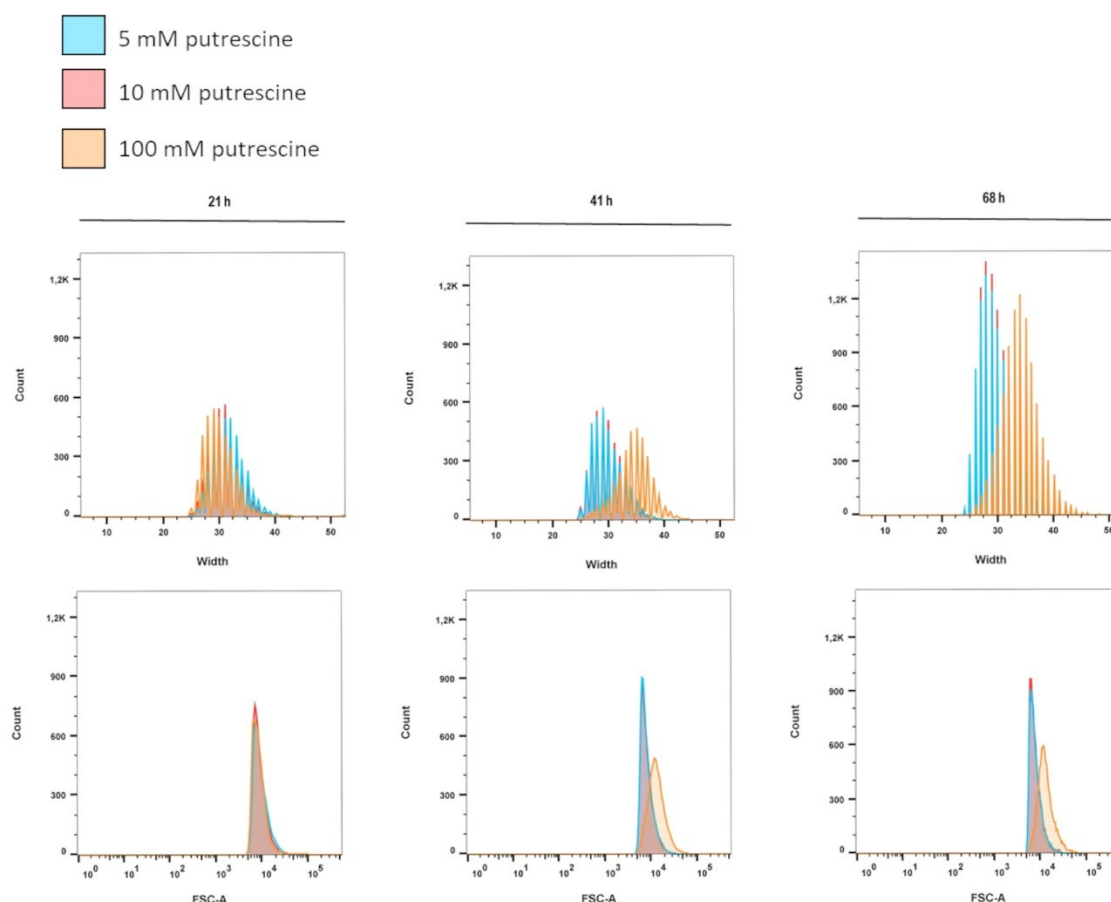 5 mM putrescine
10 mM putrescine
100 mM putrescine
21 h
41 h
68 h
1,2K
900
600
300
0
Count
10
20
30
40
50
Width
1,2K
900
600
300
0
Count
10
20
30
40
50
Width
1,2K
900
600
300
0
Count
10
20
30
40
50
Width
1,2K
900
600
300
0
Count
10^0
10^1
10^2
10^3
10^4
10^5
FSC-A
1,2K
900
600
300
0
Count
10^0
10^1
10^2
10^3
10^4
10^5
FSC-A
1,2K
900
600
300
0
Count
10^0
10^1
10^2
10^3
10^4
10^5
FSC-A